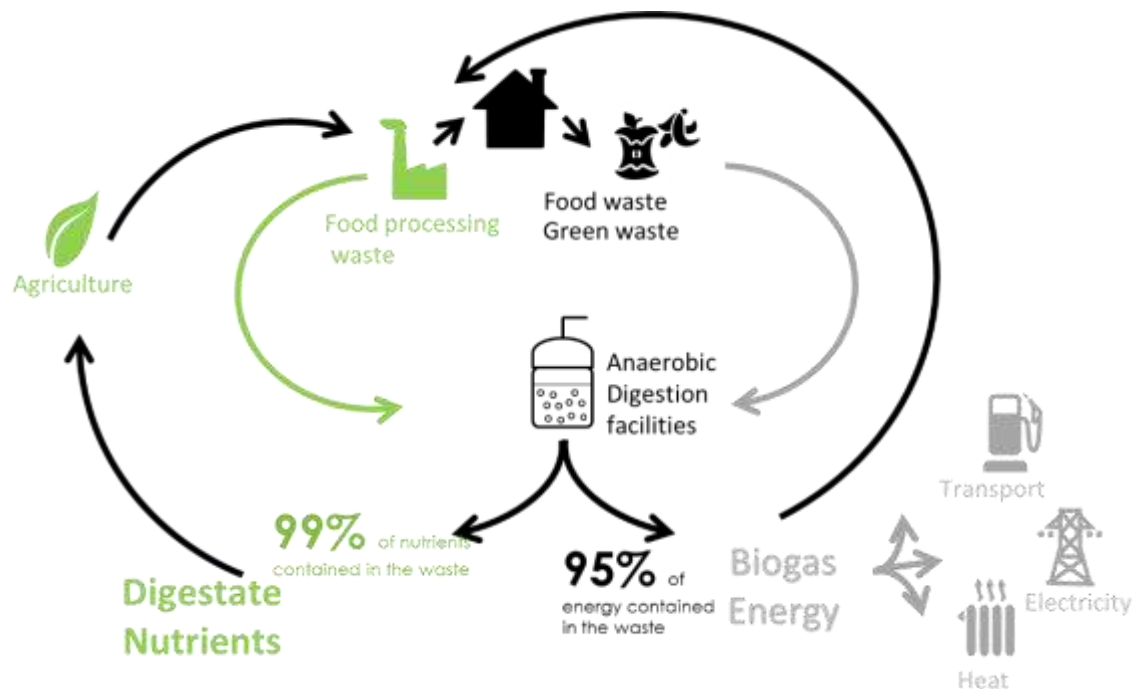 Food processing
waste
Food waste
Green waste
Agriculture
Anaerobic
Digestion
facilities
Transport
99% of nutrients
contained in the waste
95% of
energy contained
in the waste
Biogas
Energy
Electricity
Digestate
Nutrients
Heat